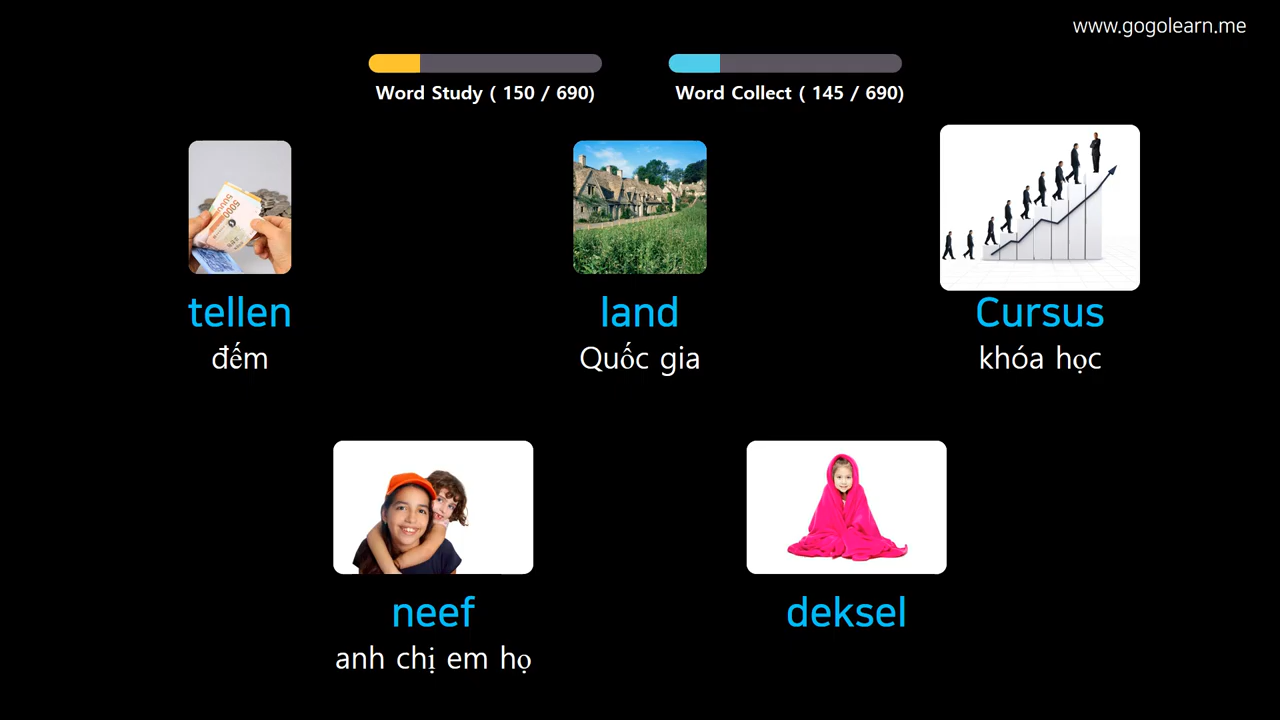 www.gogolearn.me
Word Study ( 150 / 690)
Word Collect ( 145 / 690)
tellen
đếm
land
Quốc gia
Cursus
khóa học
neef
anh chị em họ
deksel